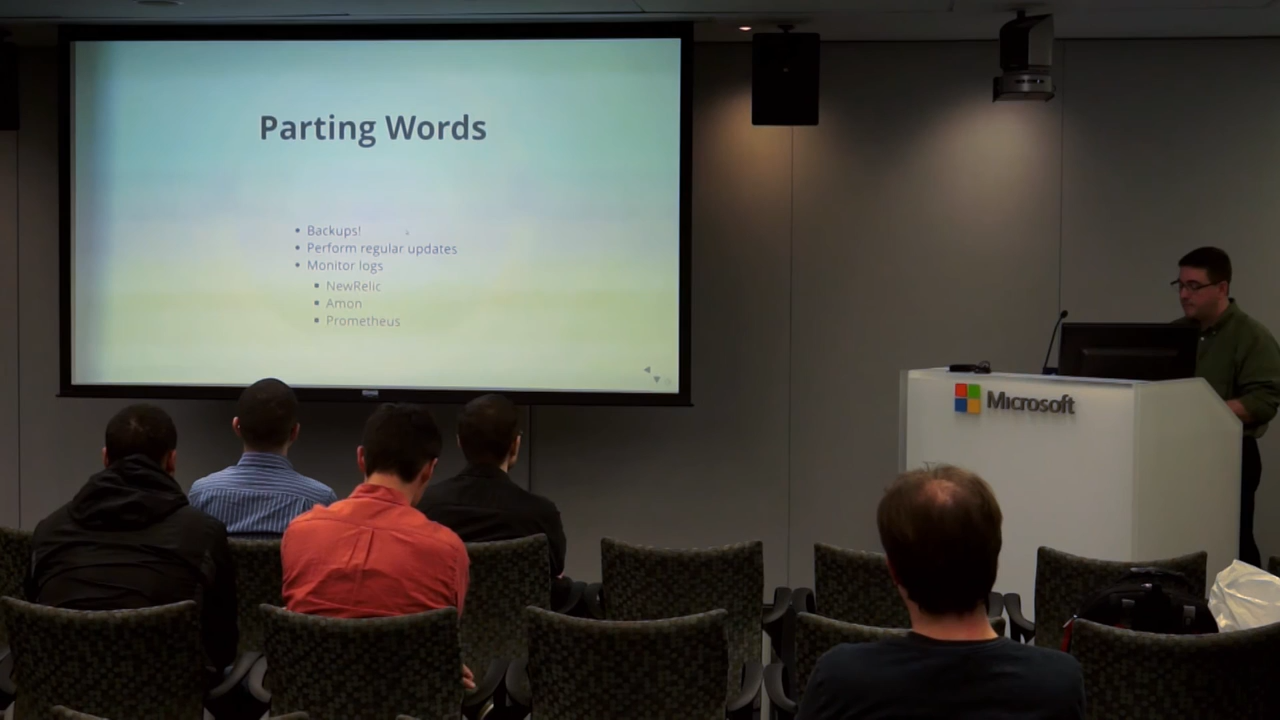 Parting Words
Backups!
Perform regular updates
Monitor logs
NewRelic
Amon
Prometheus
Microsoft